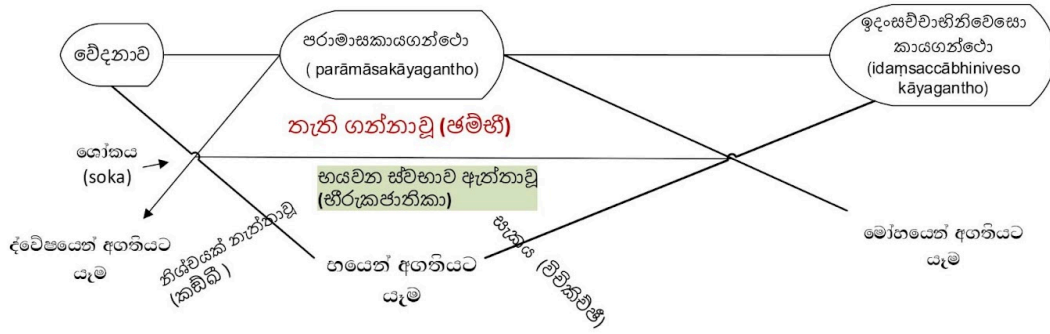 වේදනාව
පරාමාසකායගන්ථො
( parāmāsakāyagantho)
ඉදංසච්චාභිනිවෙසො
කායගන්ථො
(idaṃsaccābhiniveso
kāyagantho)
තැති ගන්නාවූ (ඡම්භී)
ශෝකය
(soka)
භයවන ස්වභාව ඇත්තාවූ
(භීරුකජාතිකා)
ද්වේෂයෙන් අගතියට
යෑම
නිශ්චයක් නැත්තාවූ
(කඞ්ඛී )
භයෙන් අගතියට
යෑම
සැකය (විචිකිච්ඡී)
මෝහයෙන් අගතියට
යෑම